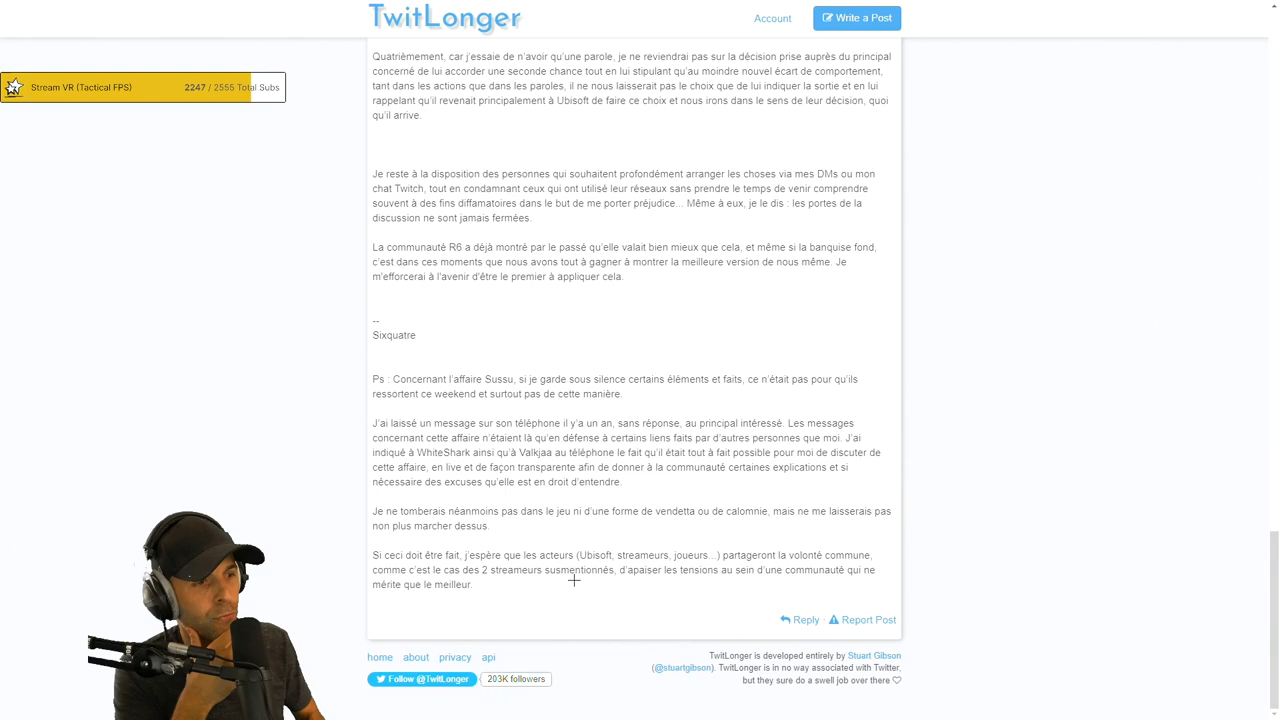 TwitLonger
Account
Write a Post
Quatrièmement, car j'essaie de n'avoir qu'une parole, je ne reviendrai pas sur la décision prise auprès du principal
concerné de lui accorder une seconde chance tout en lui stipulant qu'au moindre nouvel écart de comportement,
tant dans les actions que dans les paroles, il ne nous laisserait pas le choix que de lui indiquer la sortie et en lui
rappelant qu'il revenait principalement à Ubisoft de faire ce choix et nous irons dans le sens de leur décision, quoi
qu'il arrive.
Stream VR (Tactical FPS) 2247 / 2555 Total Subs
Je reste à la disposition des personnes qui souhaitent profondément arranger les choses via mes DMs ou mon
chat Twitch, tout en condamnant ceux qui ont utilisé leur réseaux sans prendre le temps de venir comprendre
souvent à des fins diffamatoires dans le but de me porter préjudice... Même à eux, je le dis : les portes de la
discussion ne sont jamais fermées.
La communauté R6 a déjà montré par le passé qu'elle valait bien mieux que cela, et même si la banquise fond,
c'est dans ces moments que nous avons tout à gagner à montrer la meilleure version de nous même. Je
m'efforcerai à l'avenir d'être le premier à appliquer cela.
--
Sixquatre
Ps : Concernant l'affaire Sussu, si je garde sous silence certains éléments et faits, ce n'était pas pour qu'ils
ressortent ce weekend et surtout pas de cette manière.
J'ai laissé un message sur son téléphone il y'a un an, sans réponse, au principal intéressé. Les messages
concernant cette affaire n'étaient là qu'en défense à certains liens faits par d'autres personnes que moi. J'ai
indiqué à WhiteShark ainsi qu'à Valkjaa au téléphone le fait qu'il était tout à fait possible pour moi de discuter de
cette affaire, en live et de façon transparente afin de donner à la communauté certaines explications et si
nécessaire des excuses qu'elle est en droit d'entendre.
Je ne tomberais néanmoins pas dans le jeu ni d'une forme de vendetta ou de calomnie, mais ne me laisserais pas
non plus marcher dessus.
Si ceci doit être fait, j'espère que les acteurs (Ubisoft, streameurs, joueurs...) partageront la volonté commune,
comme c'est le cas des 2 streameurs susmentionnés, d'apaiser les tensions au sein d'une communauté qui ne
mérite que le meilleur.
Reply · Report Post
home about privacy api
Follow @TwitLonger 203K followers
TwitLonger is developed entirely by Stuart Gibson
(@stuartgibson). TwitLonger is in no way associated with Twitter,
but they sure do a swell job over there